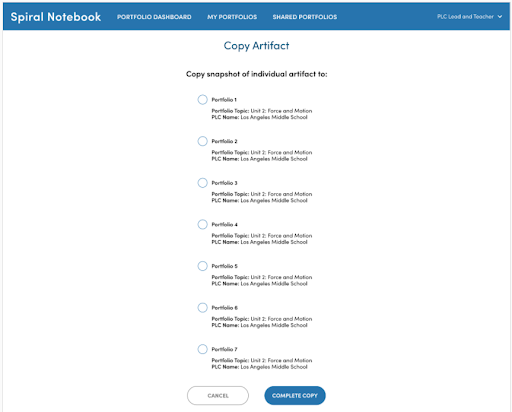 Spiral Notebook
PORTFOLIO DASHBOARD
MY PORTFOLIOS
SHARED PORTFOLIOS
PLC Lead and Teacher
Copy Artifact
Copy snapshot of individual artifact to:
Portfolio 1
Portfolio Topic: Unit 2: Force and Motion
PLC Name: Los Angeles Middle School
Portfolio 2
Portfolio Topic: Unit 2: Force and Motion
PLC Name: Los Angeles Middle School
Portfolio 3
Portfolio Topic: Unit 2: Force and Motion
PLC Name: Los Angeles Middle School
Portfolio 4
Portfolio Topic: Unit 2: Force and Motion
PLC Name: Los Angeles Middle School
Portfolio 5
Portfolio Topic: Unit 2: Force and Motion
PLC Name: Los Angeles Middle School
Portfolio 6
Portfolio Topic: Unit 2: Force and Motion
PLC Name: Los Angeles Middle School
Portfolio 7
Portfolio Topic: Unit 2: Force and Motion
PLC Name: Los Angeles Middle School
CANCEL
COMPLETE COPY